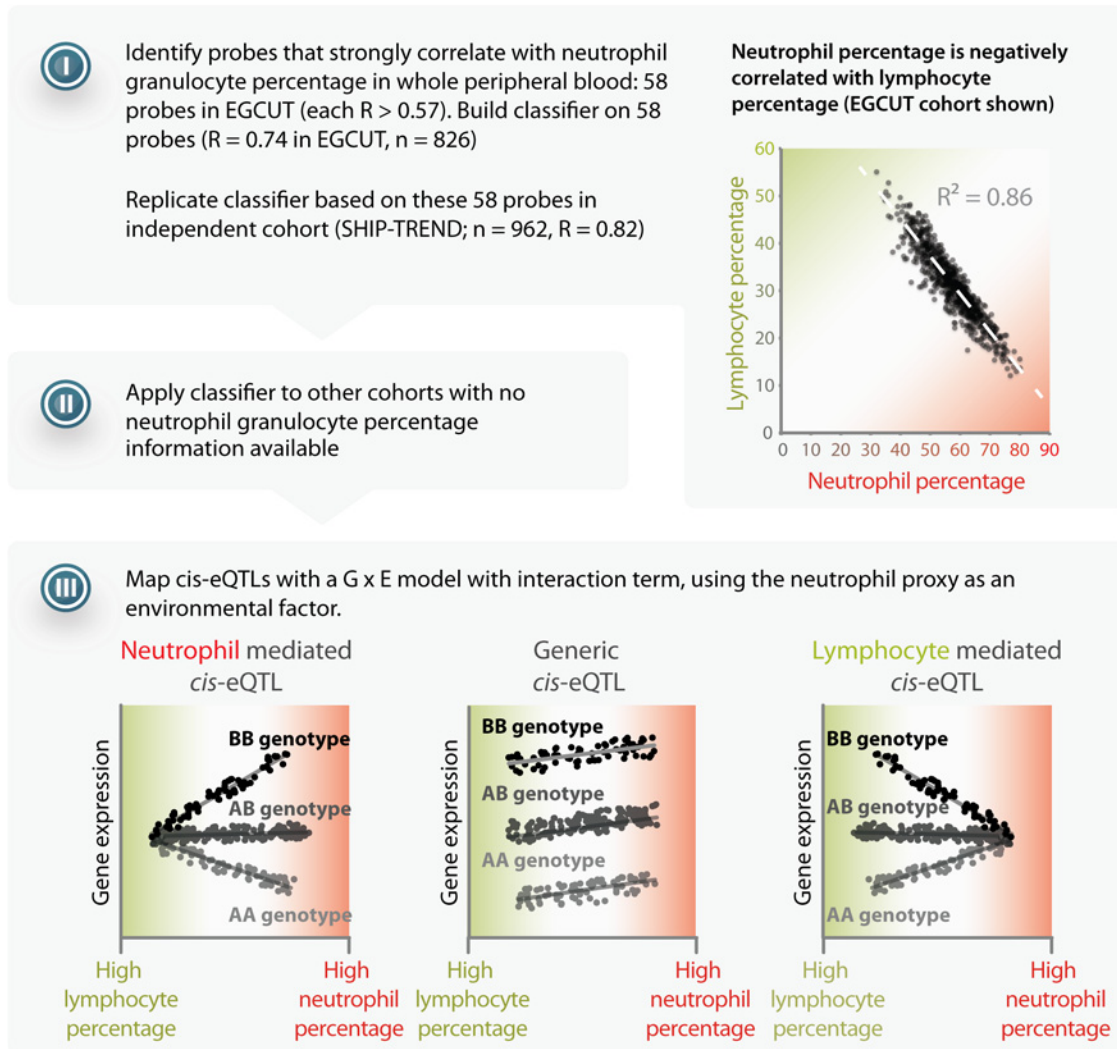 I
Identify probes that strongly correlate with neutrophil
granulocyte percentage in whole peripheral blood: 58
probes in EGCUT (each R > 0.57). Build classifier on 58
probes (R = 0.74 in EGCUT, n = 826)
Replicate classifier based on these 58 probes in
independent cohort (SHIP-TREND; n = 962, R = 0.82)
Neutrophil percentage is negatively
correlated with lymphocyte
percentage (EGCUT cohort shown)
60
50
40
30
20
10
0
Lymphocyte percentage
R² = 0.86
0 10 20 30 40 50 60 70 80 90
Neutrophil percentage
II
Apply classifier to other cohorts with no
neutrophil granulocyte percentage
information available
III
Map cis-eQTLs with a G x E model with interaction term, using the neutrophil proxy as an
environmental factor.
Neutrophil mediated
cis-eQTL
Gene expression
BB genotype
AB genotype
AA genotype
High
lymphocyte
percentage
High
neutrophil
percentage
Generic
cis-eQTL
Gene expression
BB genotype
AB genotype
AA genotype
High
lymphocyte
percentage
High
neutrophil
percentage
Lymphocyte mediated
cis-eQTL
Gene expression
BB genotype
AB genotype
AA genotype
High
lymphocyte
percentage
High
neutrophil
percentage